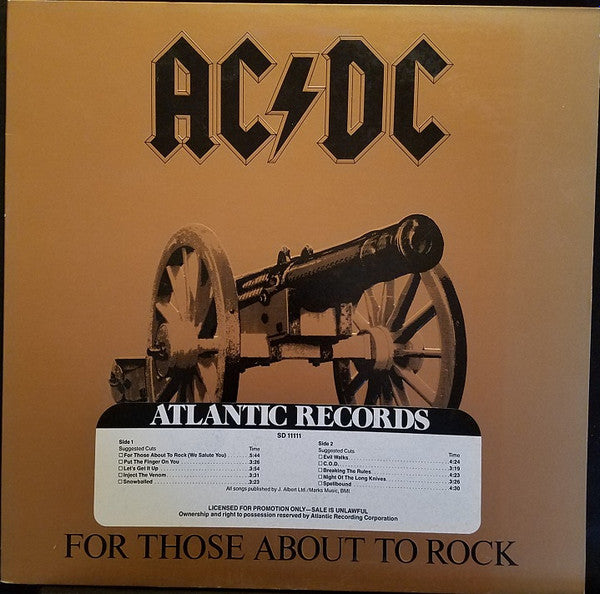 AC⚡DC
ATLANTIC RECORDS
SD 11111
Side 1
Suggested Cuts Time
☐ For Those About To Rock (We Salute You) 5:44
☐ Put The Finger On You 3:26
☐ Let's Get It Up 3:54
☐ Inject The Venom 3:31
☐ Snowballed 3:23
Side 2
Suggested Cuts Time
☐ Evil Walks 4:24
☐ C.O.D. 3:19
☐ Breaking The Rules 4:23
☐ Night Of The Long Knives 3:26
☐ Spellbound 4:30
All songs published by J. Albert Ltd./Marks Music, BMI
LICENSED FOR PROMOTION ONLY—SALE IS UNLAWFUL
Ownership and right to possession reserved by Atlantic Recording Corporation
FOR THOSE ABOUT TO ROCK